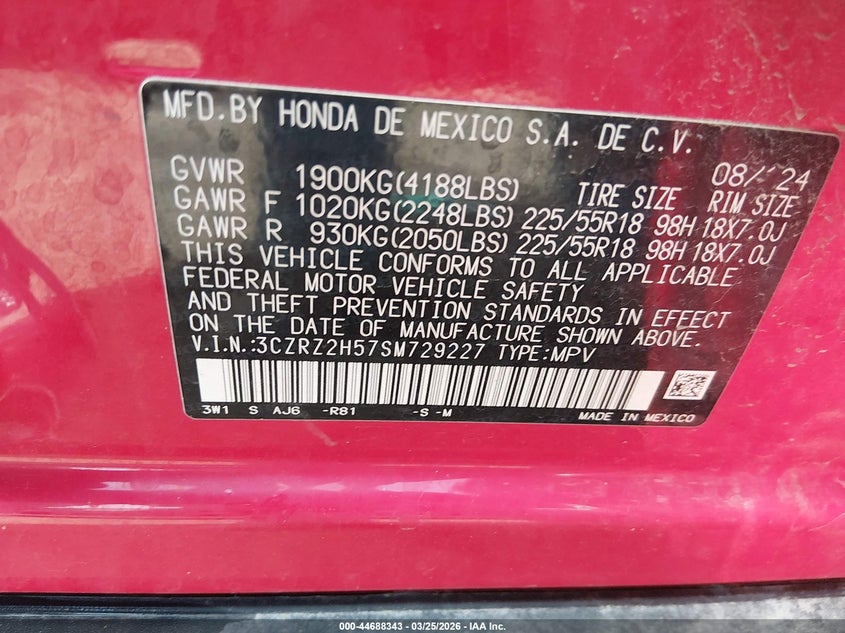 MFD.BY HONDA DE MEXICO S.A. DE C.V.
08/ '24
GVWR 1900KG(4188LBS) TIRE SIZE RIM SIZE
GAWR F 1020KG(2248LBS) 225/55R18 98H 18X7.0J
GAWR R 930KG(2050LBS) 225/55R18 98H 18X7.0J
THIS VEHICLE CONFORMS TO ALL APPLICABLE
FEDERAL MOTOR VEHICLE SAFETY
AND THEFT PREVENTION STANDARDS IN EFFECT
ON THE DATE OF MANUFACTURE SHOWN ABOVE.
V.I.N.:3CZRZ2H57SM729227 TYPE:MPV
3W1 S AJ6 -R81 -S -M MADE IN MEXICO
000-44688343 - 03/25/2026 - IAA Inc.